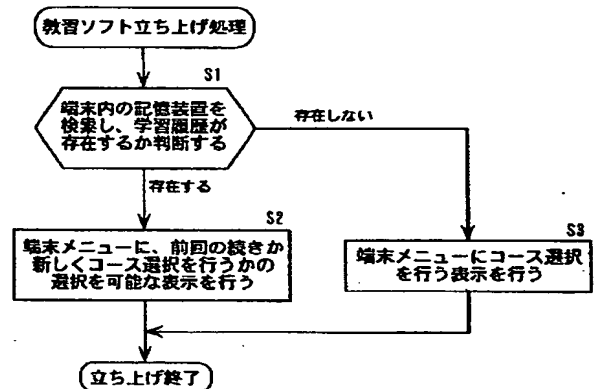 教習ソフト立ち上げ処理
S1
端末内の記憶装置を
検索し、学習履歴が
存在するか判断する
存在しない
存在する
S2
端末メニューに、前回の続きか
新しくコース選択を行うかの
選択を可能な表示を行う
S3
端末メニューにコース選択
を行う表示を行う
立ち上げ終了